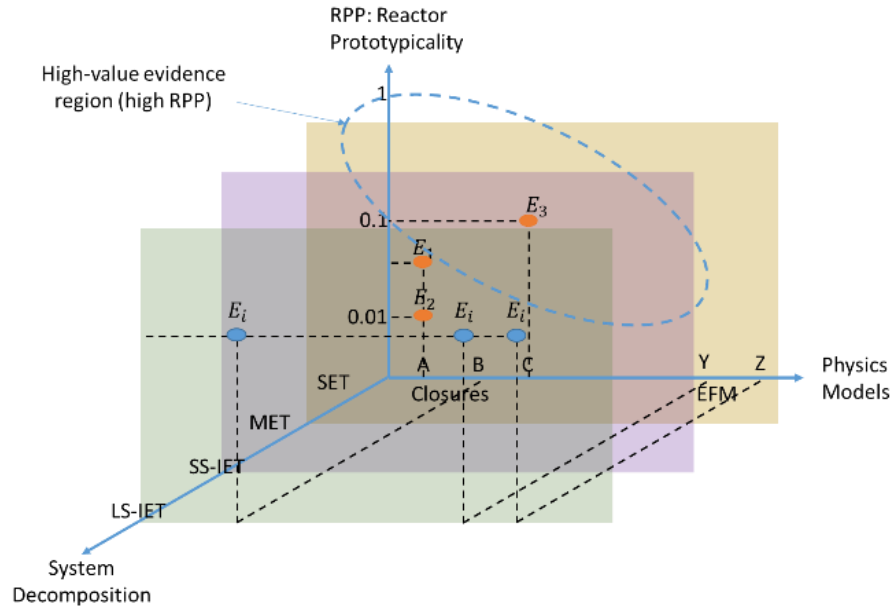 RPP: Reactor
Prototypicality
High-value evidence
region (high RPP)
1
0.1
E₃
E₁
E₂
0.01
Eᵢ
Eᵢ
Eᵢ
A
B
C
Y
Z
Physics
Models
SET
Closures
EFM
MET
SS-IET
LS-IET
System
Decomposition